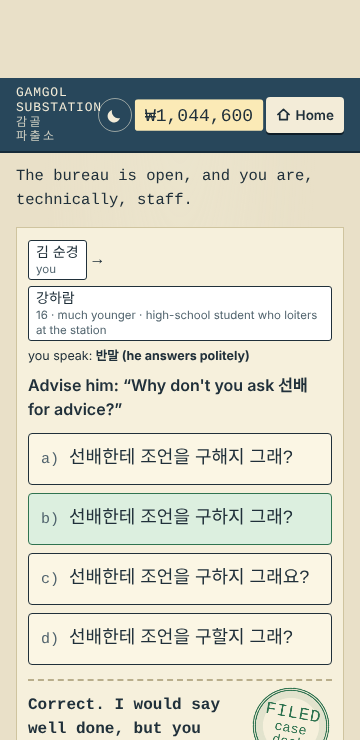 GAMGOL
SUBSTATION
감골
파출소
₩1,044,600
Home
The bureau is open, and you are,
technically, staff.
김 순경
you
→
강하람
16 · much younger · high-school student who loiters
at the station
you speak: 반말 (he answers politely)
Advise him: “Why don't you ask 선배
for advice?”
a) 선배한테 조언을 구해지 그래?
b) 선배한테 조언을 구하지 그래?
c) 선배한테 조언을 구하지 그래요?
d) 선배한테 조언을 구할지 그래?
Correct. I would say
well done, but you
FILED
case